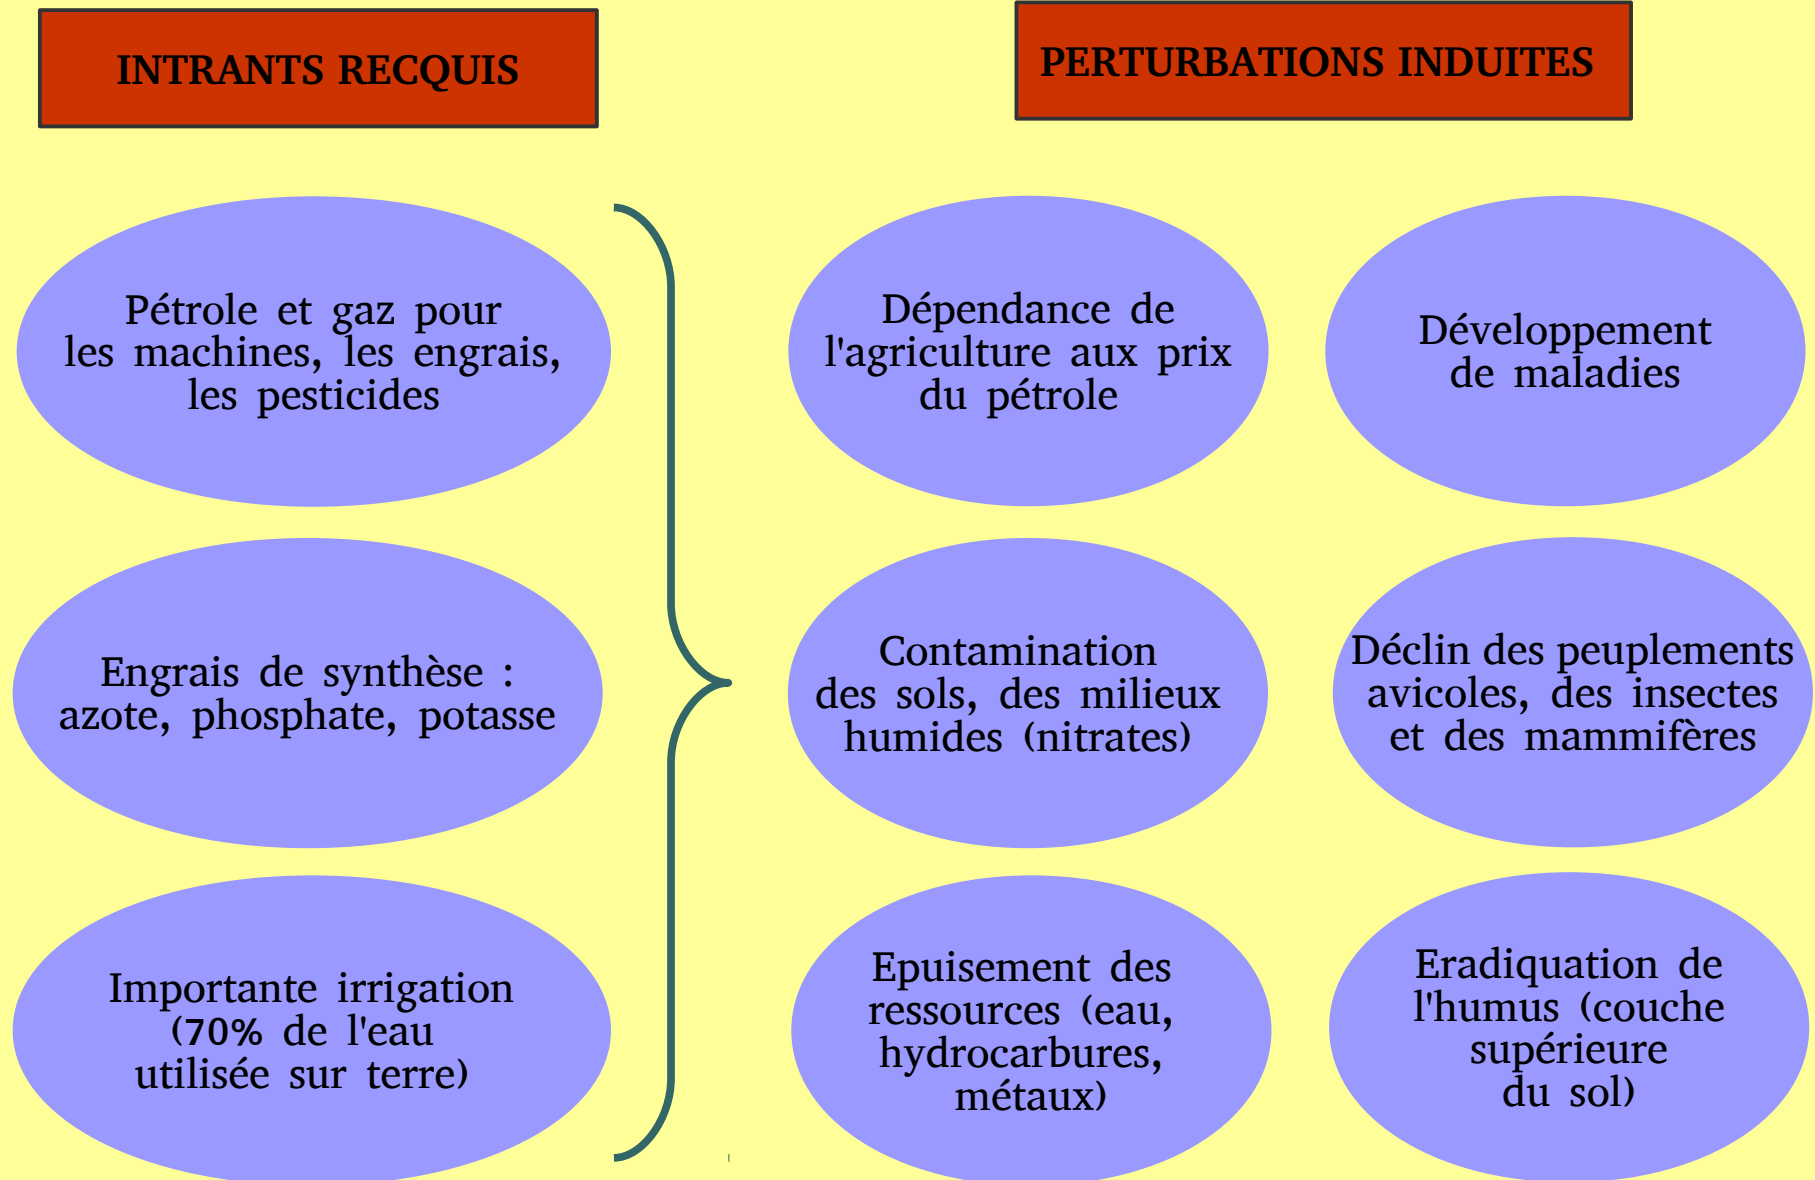 INTRANTS RECQUIS
PERTURBATIONS INDUITES
Pétrole et gaz pour
les machines, les engrais,
les pesticides
Dépendance de
l'agriculture aux prix
du pétrole
Développement
de maladies
Engrais de synthèse :
azote, phosphate, potasse
Contamination
des sols, des milieux
humides (nitrates)
Déclin des peuplements
avicoles, des insectes
et des mammifères
Importante irrigation
(70% de l'eau
utilisée sur terre)
Epuisement des
ressources (eau,
hydrocarbures,
métaux)
Eradiquation de
l'humus (couche
supérieure
du sol)